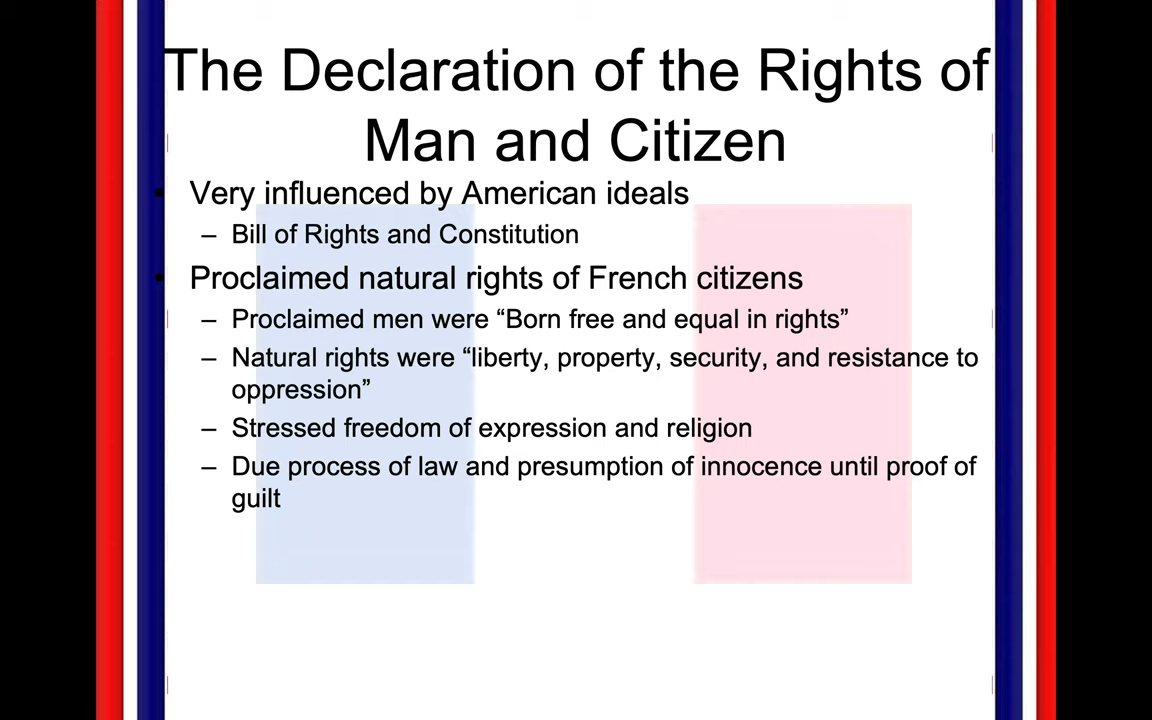 The Declaration of the Rights of
Man and Citizen
• Very influenced by American ideals
– Bill of Rights and Constitution
• Proclaimed natural rights of French citizens
– Proclaimed men were “Born free and equal in rights”
– Natural rights were “liberty, property, security, and resistance to
oppression”
– Stressed freedom of expression and religion
– Due process of law and presumption of innocence until proof of
guilt